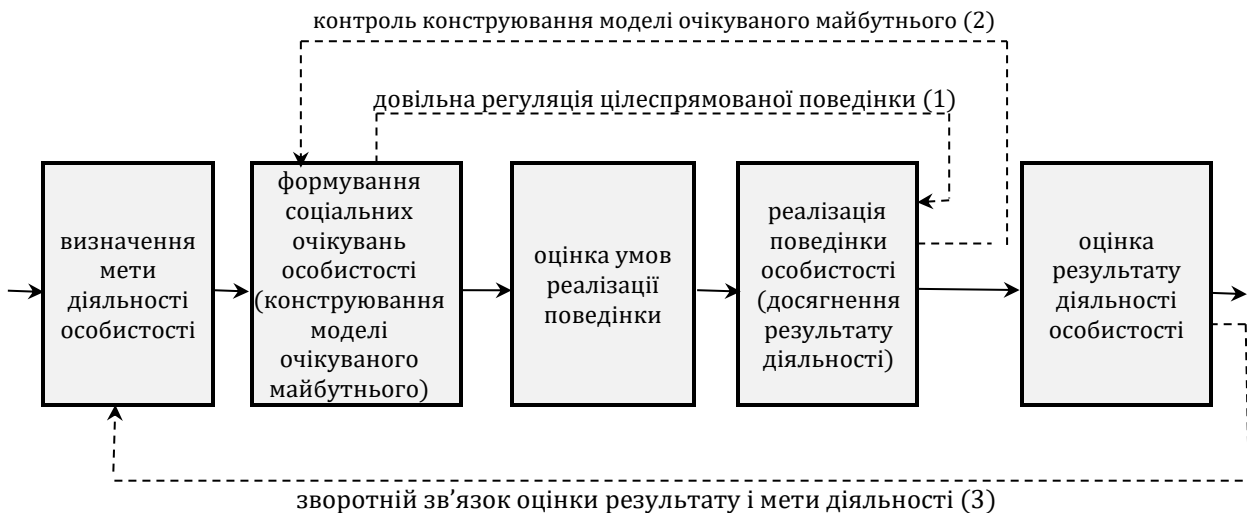 контроль конструювання моделі очікуваного майбутнього (2)
довільна регуляція цілеспрямованої поведінки (1)
визначення
мети
діяльності
особистості
формування
соціальних
очікувань
особистості
(конструювання
моделі
очікуваного
майбутнього)
оцінка умов
реалізації
поведінки
реалізація
поведінки
особистості
(досягнення
результату
діяльності)
оцінка
результату
діяльності
особистості
зворотній зв'язок оцінки результату і мети діяльності (3)